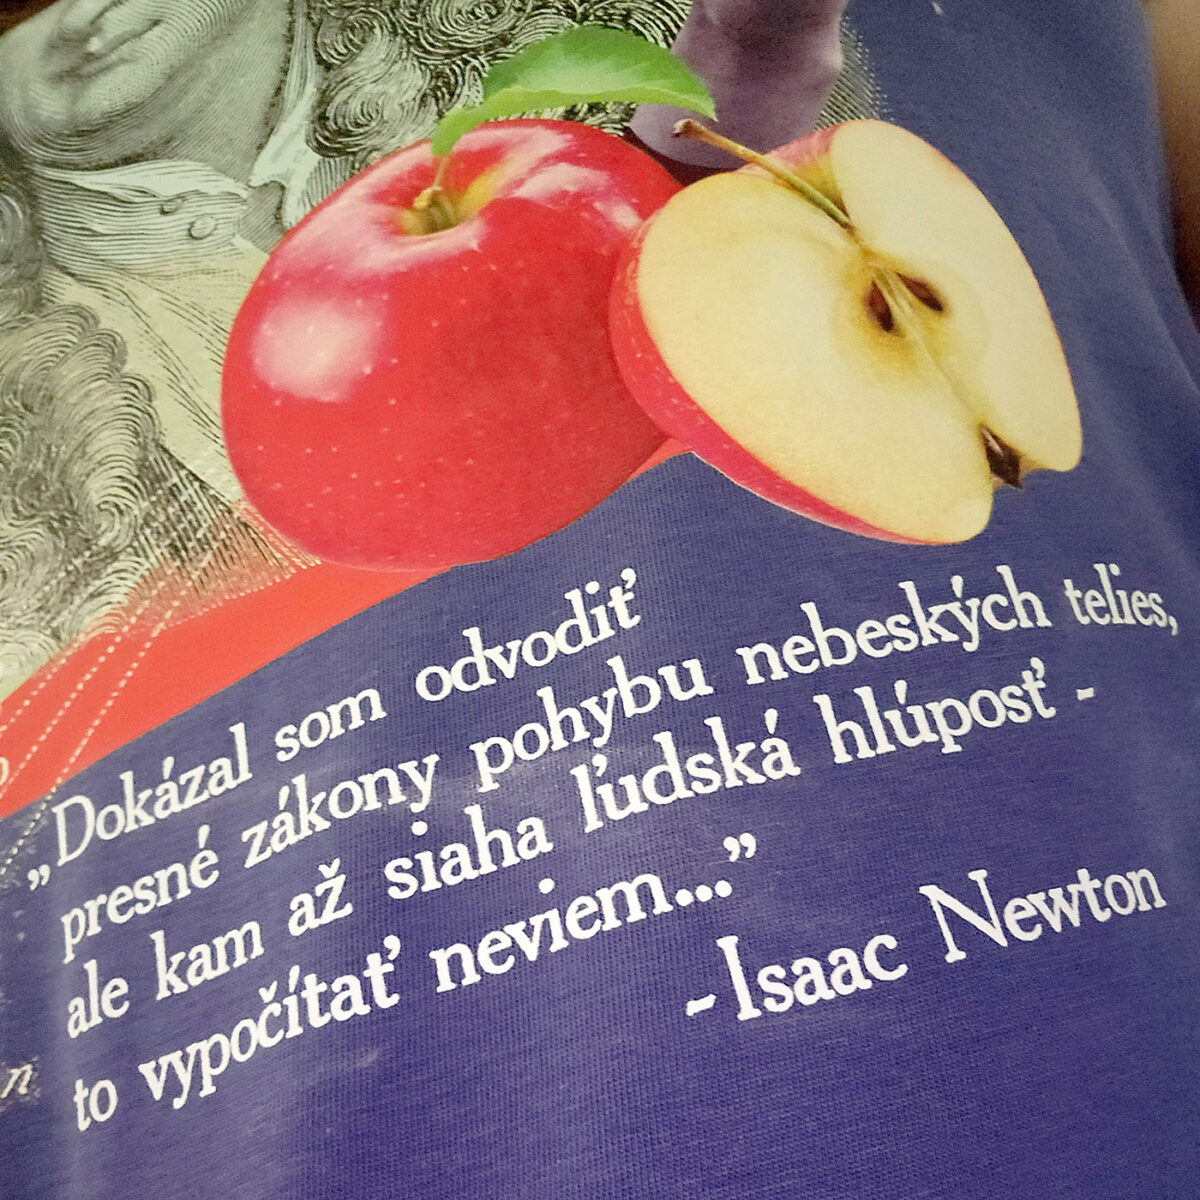 „Dokázal som odvodiť
presné zákony pohybu nebeských telies,
ale kam až siaha ľudská hlúposť -
to vypočítať neviem...”
-Isaac Newton